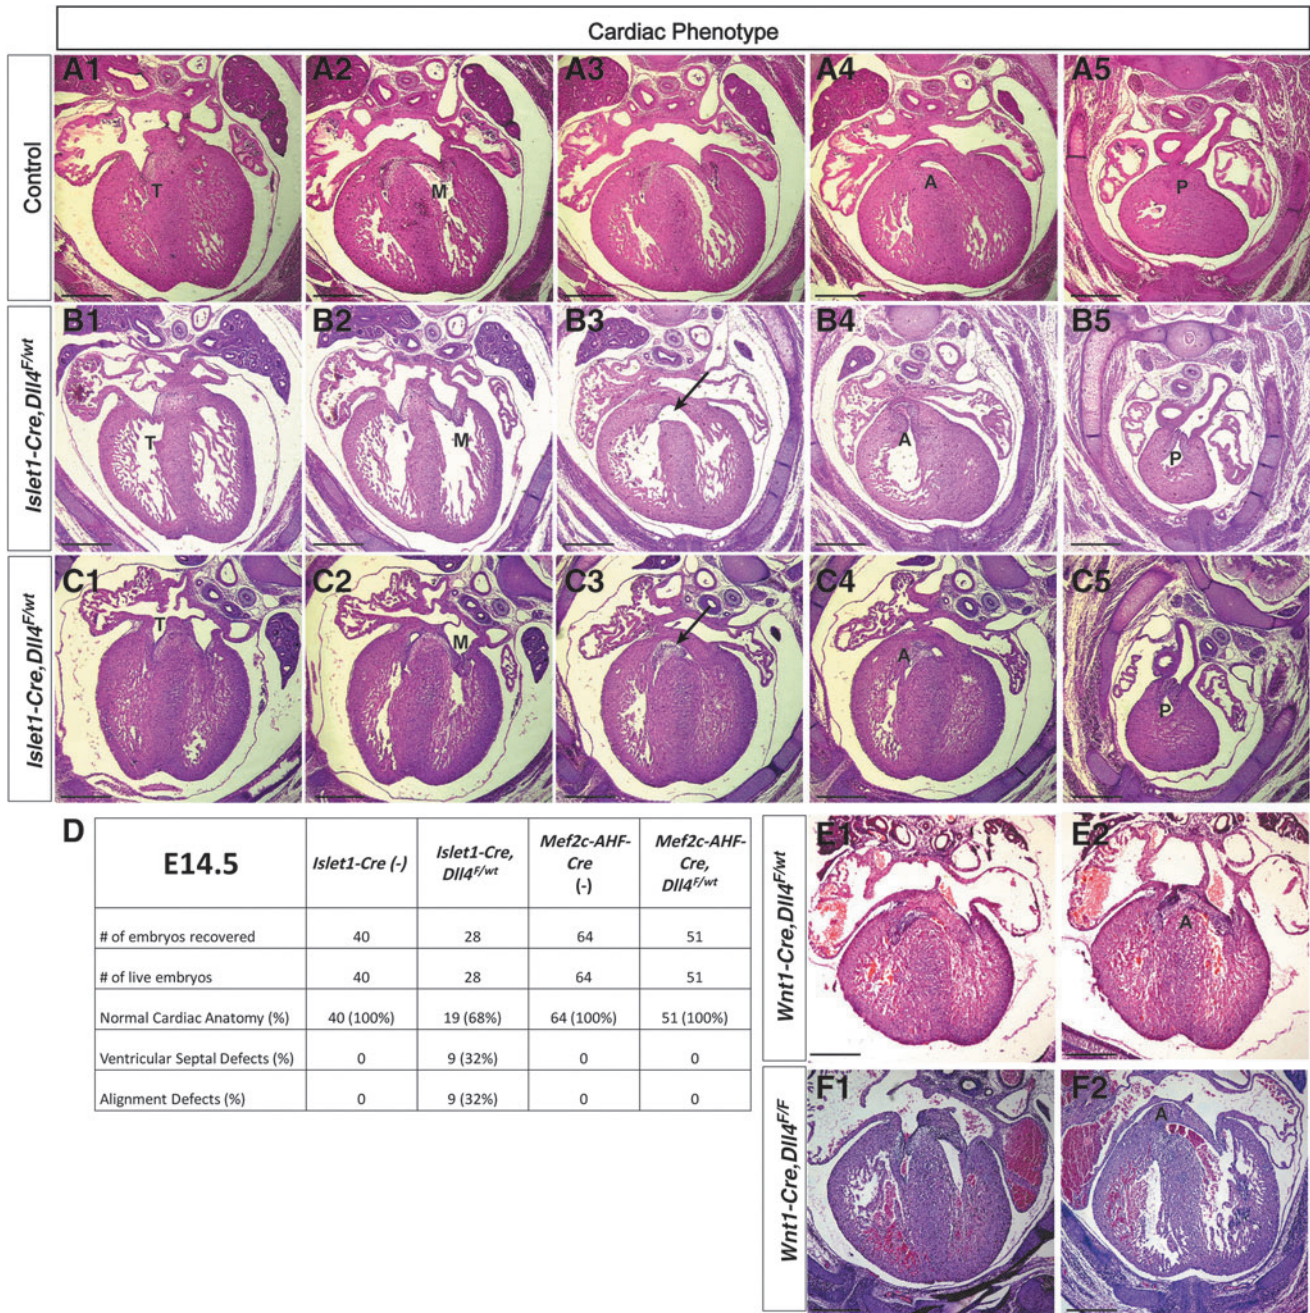 Cardiac Phenotype
Control
A1 A2 A3 A4 A5
T M A P
Islet1-Cre,Dll4F/wt
B1 B2 B3 B4 B5
T M A P
Islet1-Cre,Dll4F/wt
C1 C2 C3 C4 C5
T M A P
D
E14.5 Islet1-Cre (-) Islet1-Cre, Dll4F/wt Mef2c-AHF-Cre (-) Mef2c-AHF-Cre, Dll4F/wt
# of embryos recovered 40 28 64 51
# of live embryos 40 28 64 51
Normal Cardiac Anatomy (%) 40 (100%) 19 (68%) 64 (100%) 51 (100%)
Ventricular Septal Defects (%) 0 9 (32%) 0 0
Alignment Defects (%) 0 9 (32%) 0 0
Wnt1-Cre,Dll4F/wt
E1 E2
A
Wnt1-Cre,Dll4F/F
F1 F2
A